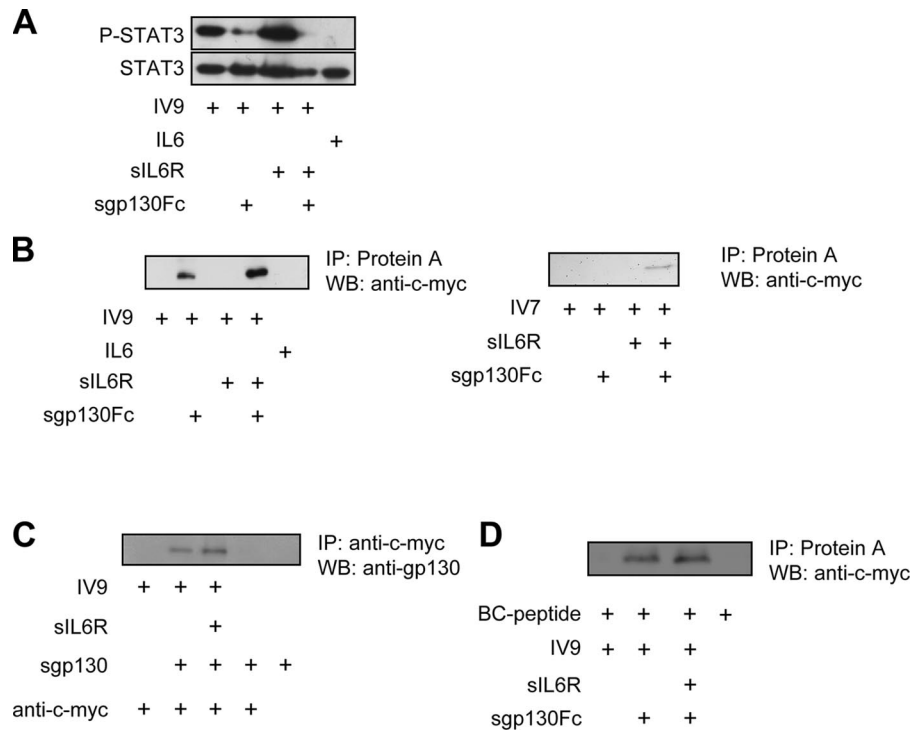 A
P-STAT3
STAT3
IV9 + + + +
IL6 +
sIL6R + +
sgp130Fc + +
B
IP: Protein A
WB: anti-c-myc
IV9 + + + +
IL6 +
sIL6R + +
sgp130Fc + +
IP: Protein A
WB: anti-c-myc
IV7 + + + +
sIL6R + +
sgp130Fc + +
C
IP: anti-c-myc
WB: anti-gp130
IV9 + + +
sIL6R +
sgp130 + + + +
anti-c-myc + + + +
D
IP: Protein A
WB: anti-c-myc
BC-peptide + + + +
IV9 + + +
sIL6R +
sgp130Fc + +